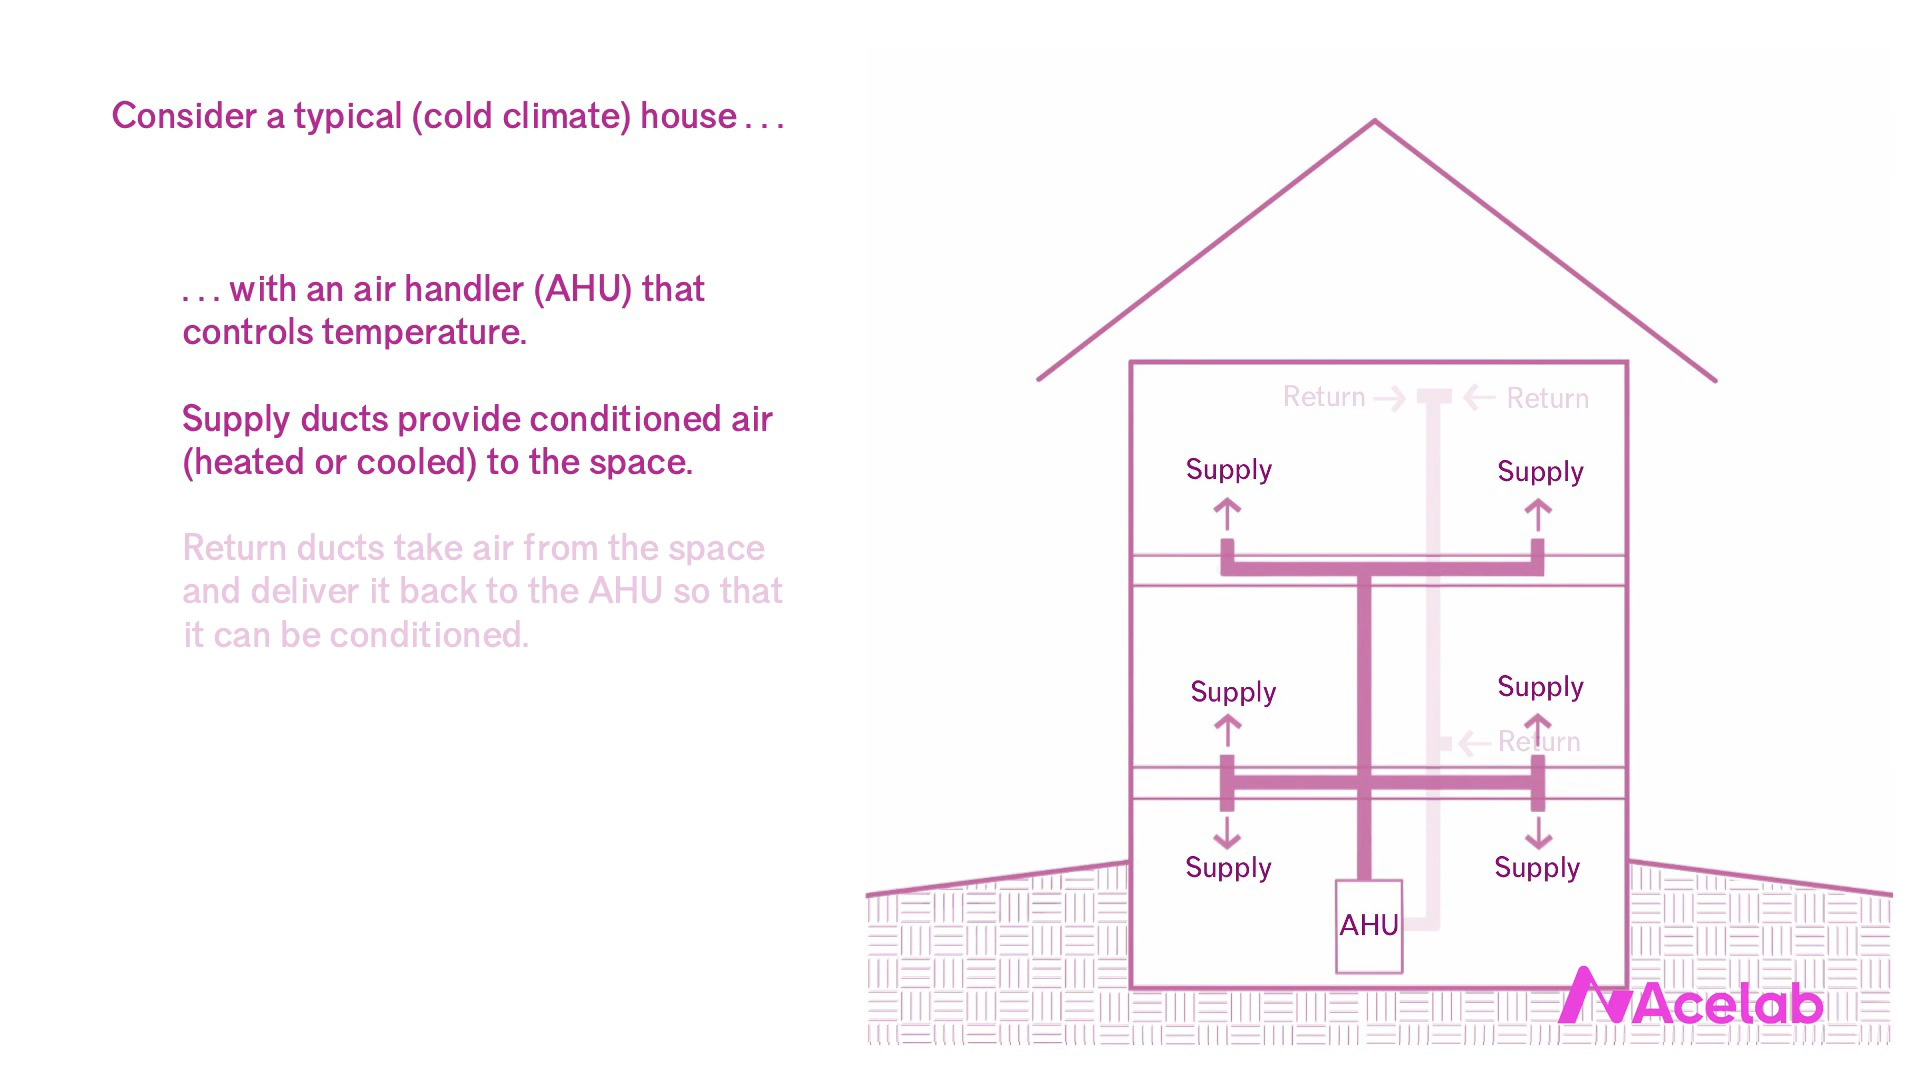 Consider a typical (cold climate) house . . .
. . . with an air handler (AHU) that
controls temperature.
Supply ducts provide conditioned air
(heated or cooled) to the space.
Return ducts take air from the space
and deliver it back to the AHU so that
it can be conditioned.
Return
Return
Supply
Supply
Supply
Supply
Return
Supply
Supply
AHU
Acelab